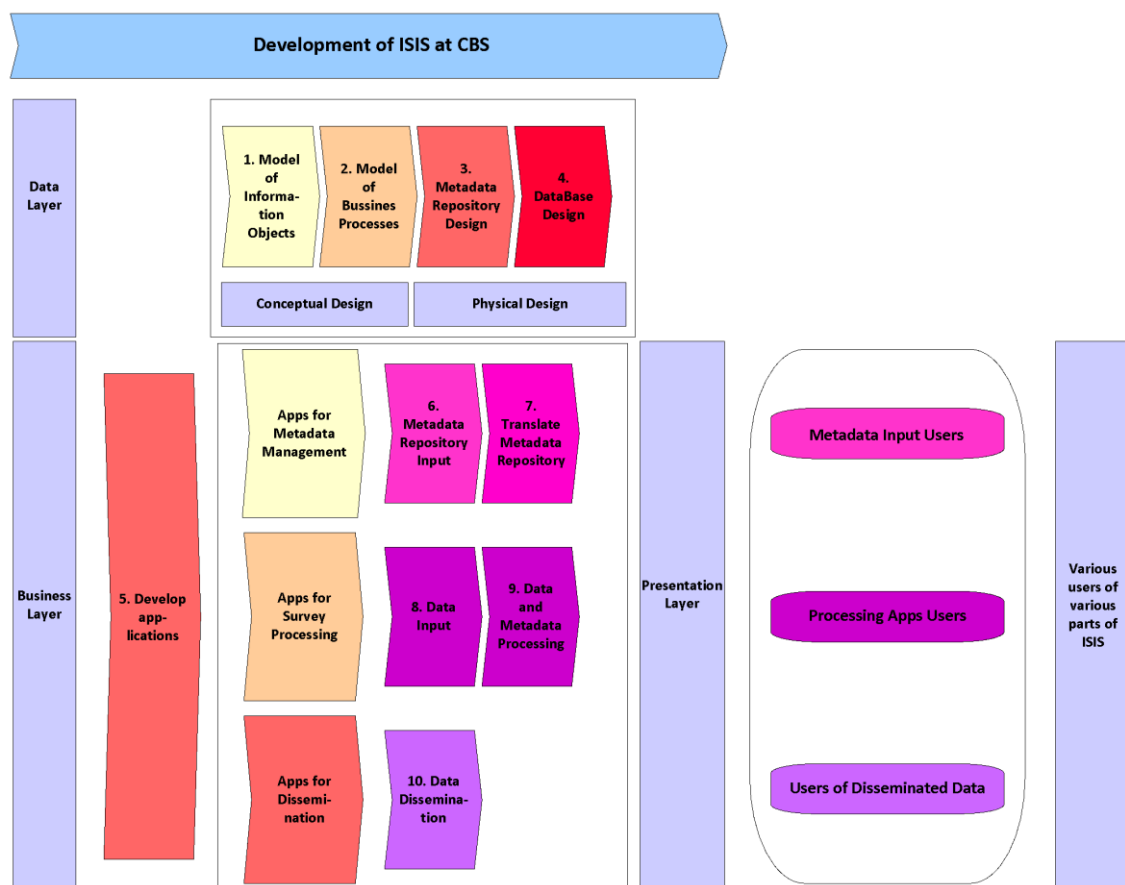 Development of ISIS at CBS
Data
Layer
1. Model
of
Informa-
tion
Objects
2. Model
of
Bussines
Processes
3.
Metadata
Repository
Design
4.
DataBase
Design
Conceptual Design
Physical Design
Business
Layer
5. Develop
app-
lications
Apps for
Metadata
Management
6.
Metadata
Repository
Input
7.
Translate
Metadata
Repository
Apps for
Survey
Processing
8. Data
Input
9. Data
and
Metadata
Processing
Apps for
Dissemi-
nation
10. Data
Dissemina-
tion
Presentation
Layer
Metadata Input Users
Processing Apps Users
Users of Disseminated Data
Various
users of
various
parts of
ISIS